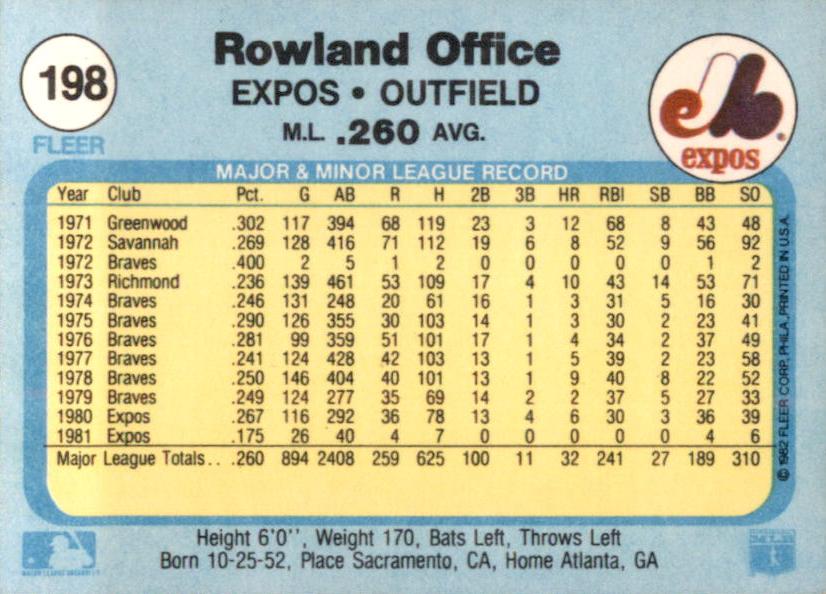 198
FLEER
Rowland Office
EXPOS • OUTFIELD
M.L. .260 AVG.
expos
MAJOR & MINOR LEAGUE RECORD
Year Club Pct. G AB R H 2B 3B HR RBI SB BB SO
1971 Greenwood .302 117 394 68 119 23 3 12 68 8 43 48
1972 Savannah .269 128 416 71 112 19 6 8 52 9 56 92
1972 Braves .400 2 5 1 2 0 0 0 0 0 1 2
1973 Richmond .236 139 461 53 109 17 4 10 43 14 53 71
1974 Braves .246 131 248 20 61 16 1 3 31 5 16 30
1975 Braves .290 126 355 30 103 14 1 3 30 2 23 41
1976 Braves .281 99 359 51 101 17 1 4 34 2 37 49
1977 Braves .241 124 428 42 103 13 1 5 39 2 23 58
1978 Braves .250 146 404 40 101 13 1 9 40 8 22 52
1979 Braves .249 124 277 35 69 14 2 2 37 5 27 33
1980 Expos .267 116 292 36 78 13 4 6 30 3 36 39
1981 Expos .175 26 40 4 7 0 0 0 0 0 4 6
Major League Totals... .260 894 2408 259 625 100 11 32 241 27 189 310
© 1982 FLEER CORP. PHILA. PRINTED IN U.S.A.
Height 6'0'', Weight 170, Bats Left, Throws Left
Born 10-25-52, Place Sacramento, CA, Home Atlanta, GA